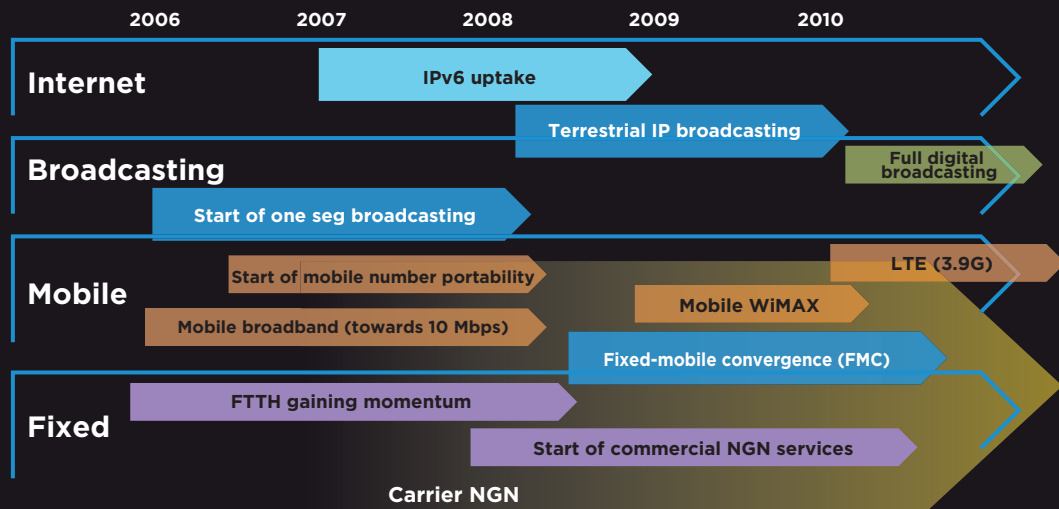 2006 2007 2008 2009 2010
Internet
IPv6 uptake
Terrestrial IP broadcasting
Broadcasting
Full digital
broadcasting
Start of one seg broadcasting
Mobile
LTE (3.9G)
Start of mobile number portability
Mobile WiMAX
Mobile broadband (towards 10 Mbps)
Fixed-mobile convergence (FMC)
Fixed
FTTH gaining momentum
Start of commercial NGN services
Carrier NGN